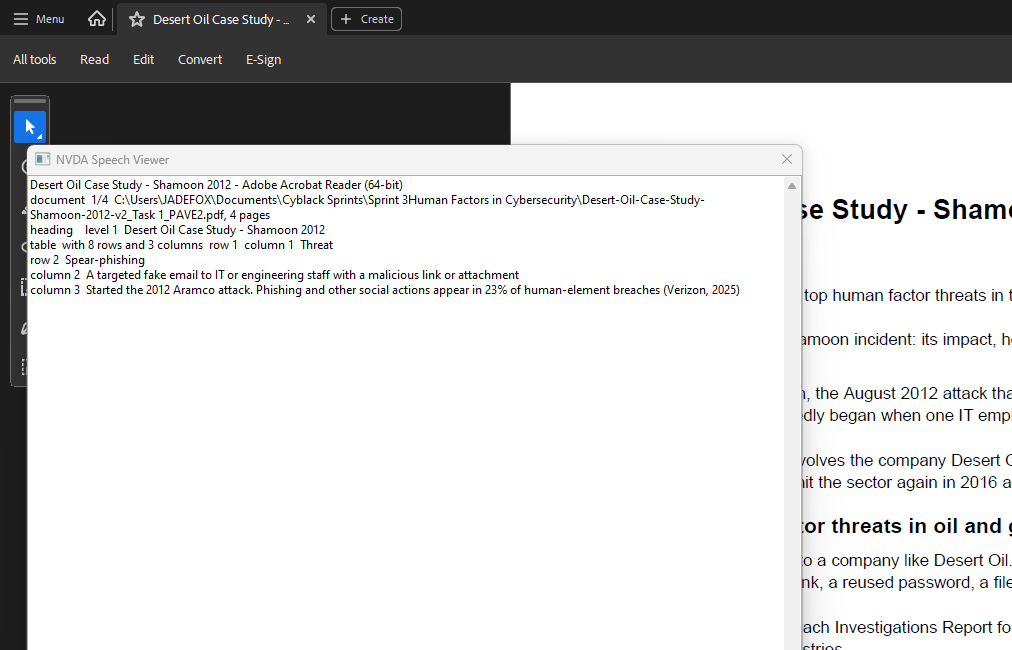 Menu
Desert Oil Case Study - ...
Create
All tools
Read
Edit
Convert
E-Sign
NVDA Speech Viewer
Desert Oil Case Study - Shamoon 2012 - Adobe Acrobat Reader (64-bit)
document 1/4 C:\Users\JADEFOX\Documents\Cyblack Sprints\Sprint 3Human Factors in Cybersecurity\Desert-Oil-Case-Study-
Shamoon-2012-v2_Task 1_PAVE2.pdf, 4 pages
heading level 1 Desert Oil Case Study - Shamoon 2012
table with 8 rows and 3 columns row 1 column 1 Threat
row 2 Spear-phishing
column 2 A targeted fake email to IT or engineering staff with a malicious link or attachment
column 3 Started the 2012 Aramco attack. Phishing and other social actions appear in 23% of human-element breaches (Verizon, 2025)
se Study - Shamo
top human factor threats in t
amoon incident: its impact, h
, the August 2012 attack tha
edly began when one IT emp
volves the company Desert O
hit the sector again in 2016 a
or threats in oil and g
o a company like Desert Oil.
nk, a reused password, a file
ach Investigations Report fo
stries